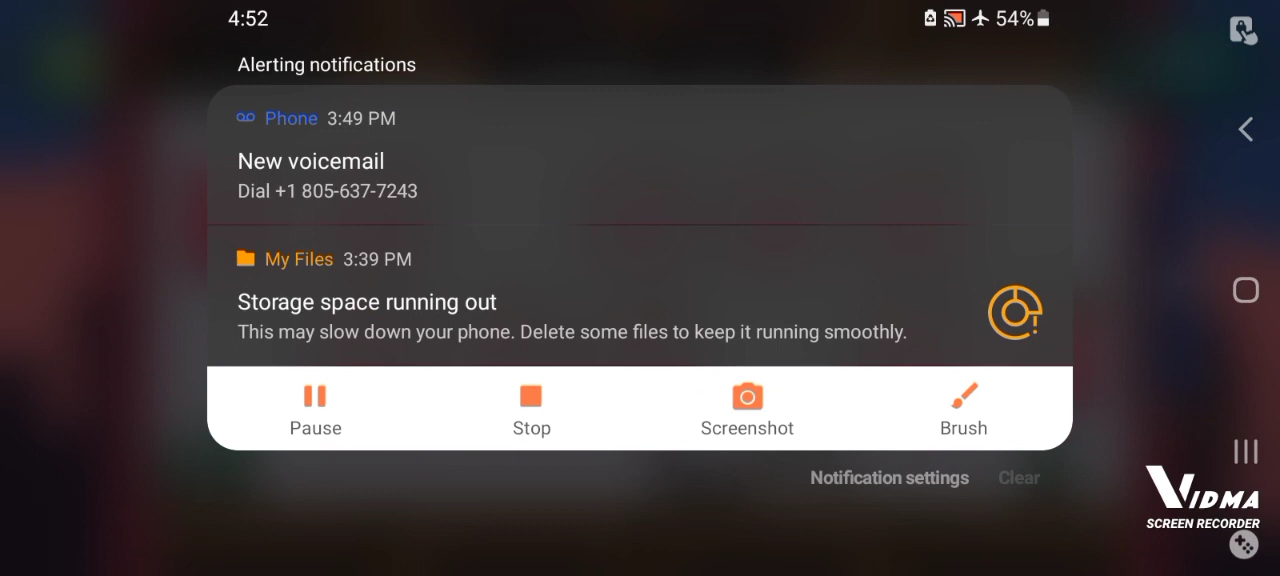 4:52
54%
Alerting notifications
Phone 3:49 PM
New voicemail
Dial +1 805-637-7243
My Files 3:39 PM
Storage space running out
This may slow down your phone. Delete some files to keep it running smoothly.
Pause Stop Screenshot Brush
Notification settings Clear
VIDMA
SCREEN RECORDER